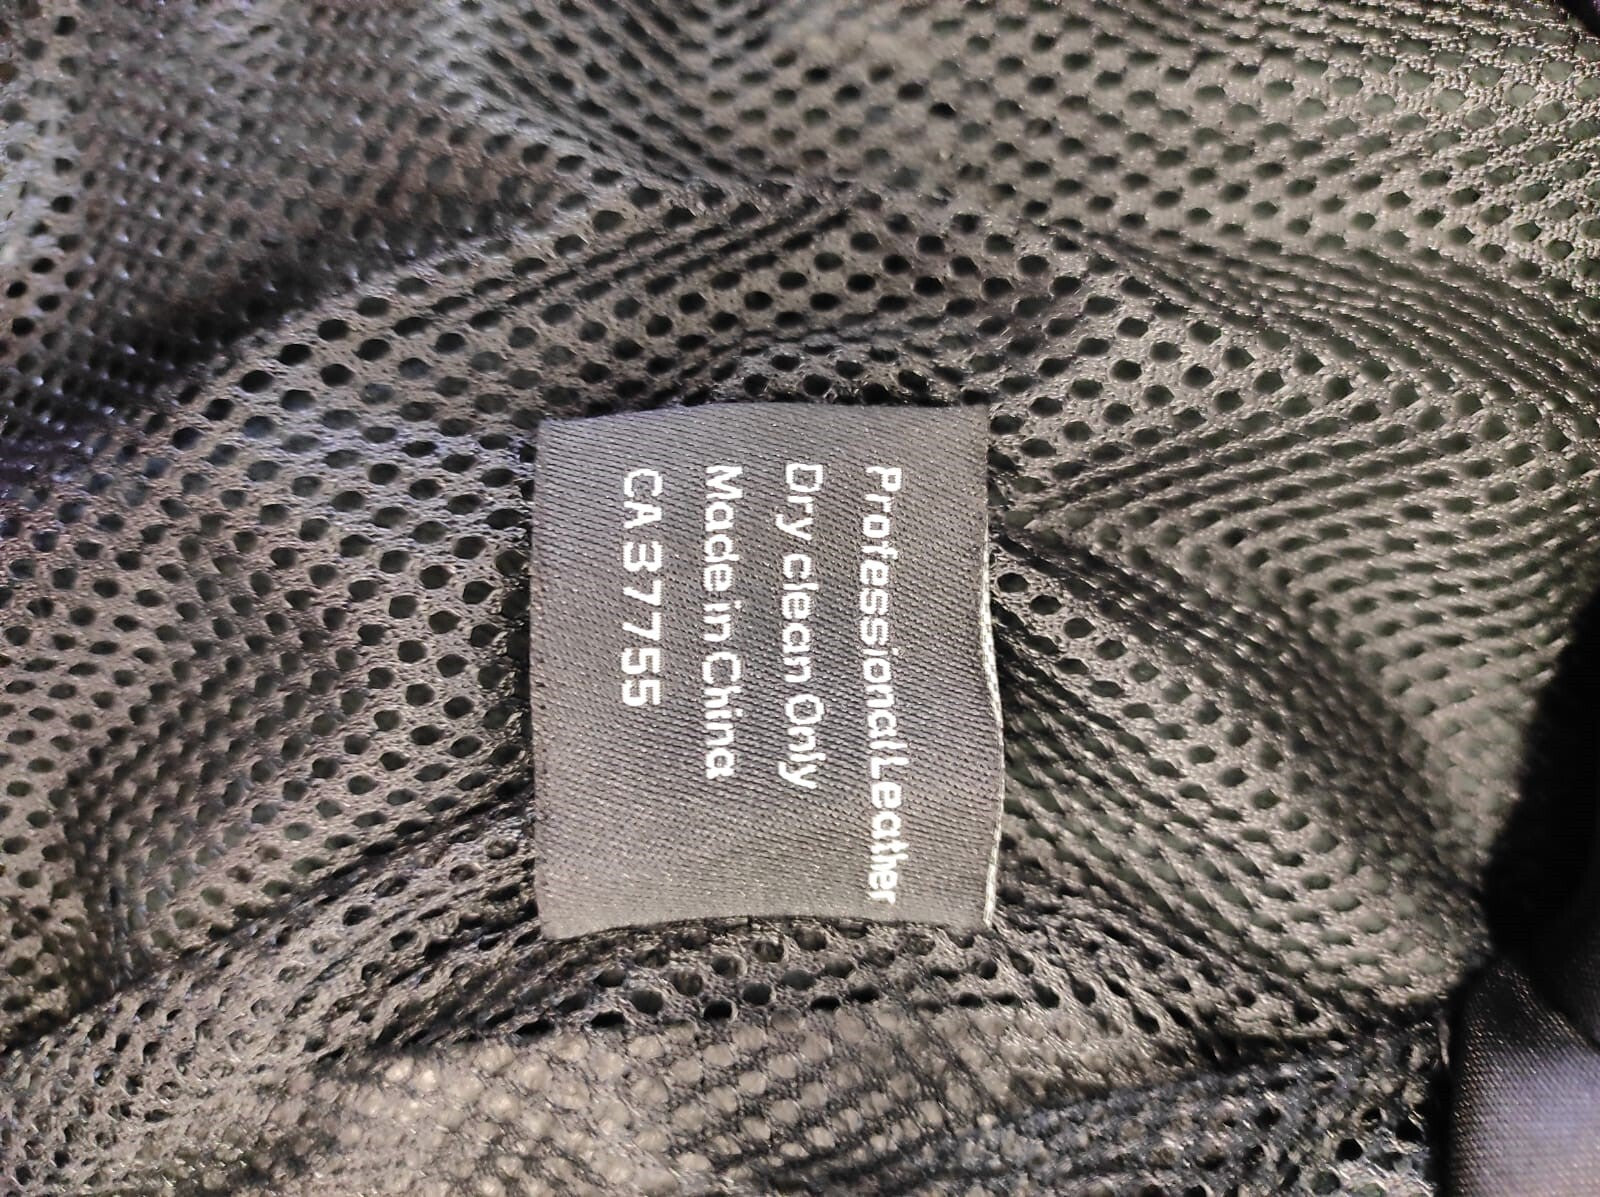 Professional Leather
Dry clean Only
Made in China
CA 37755